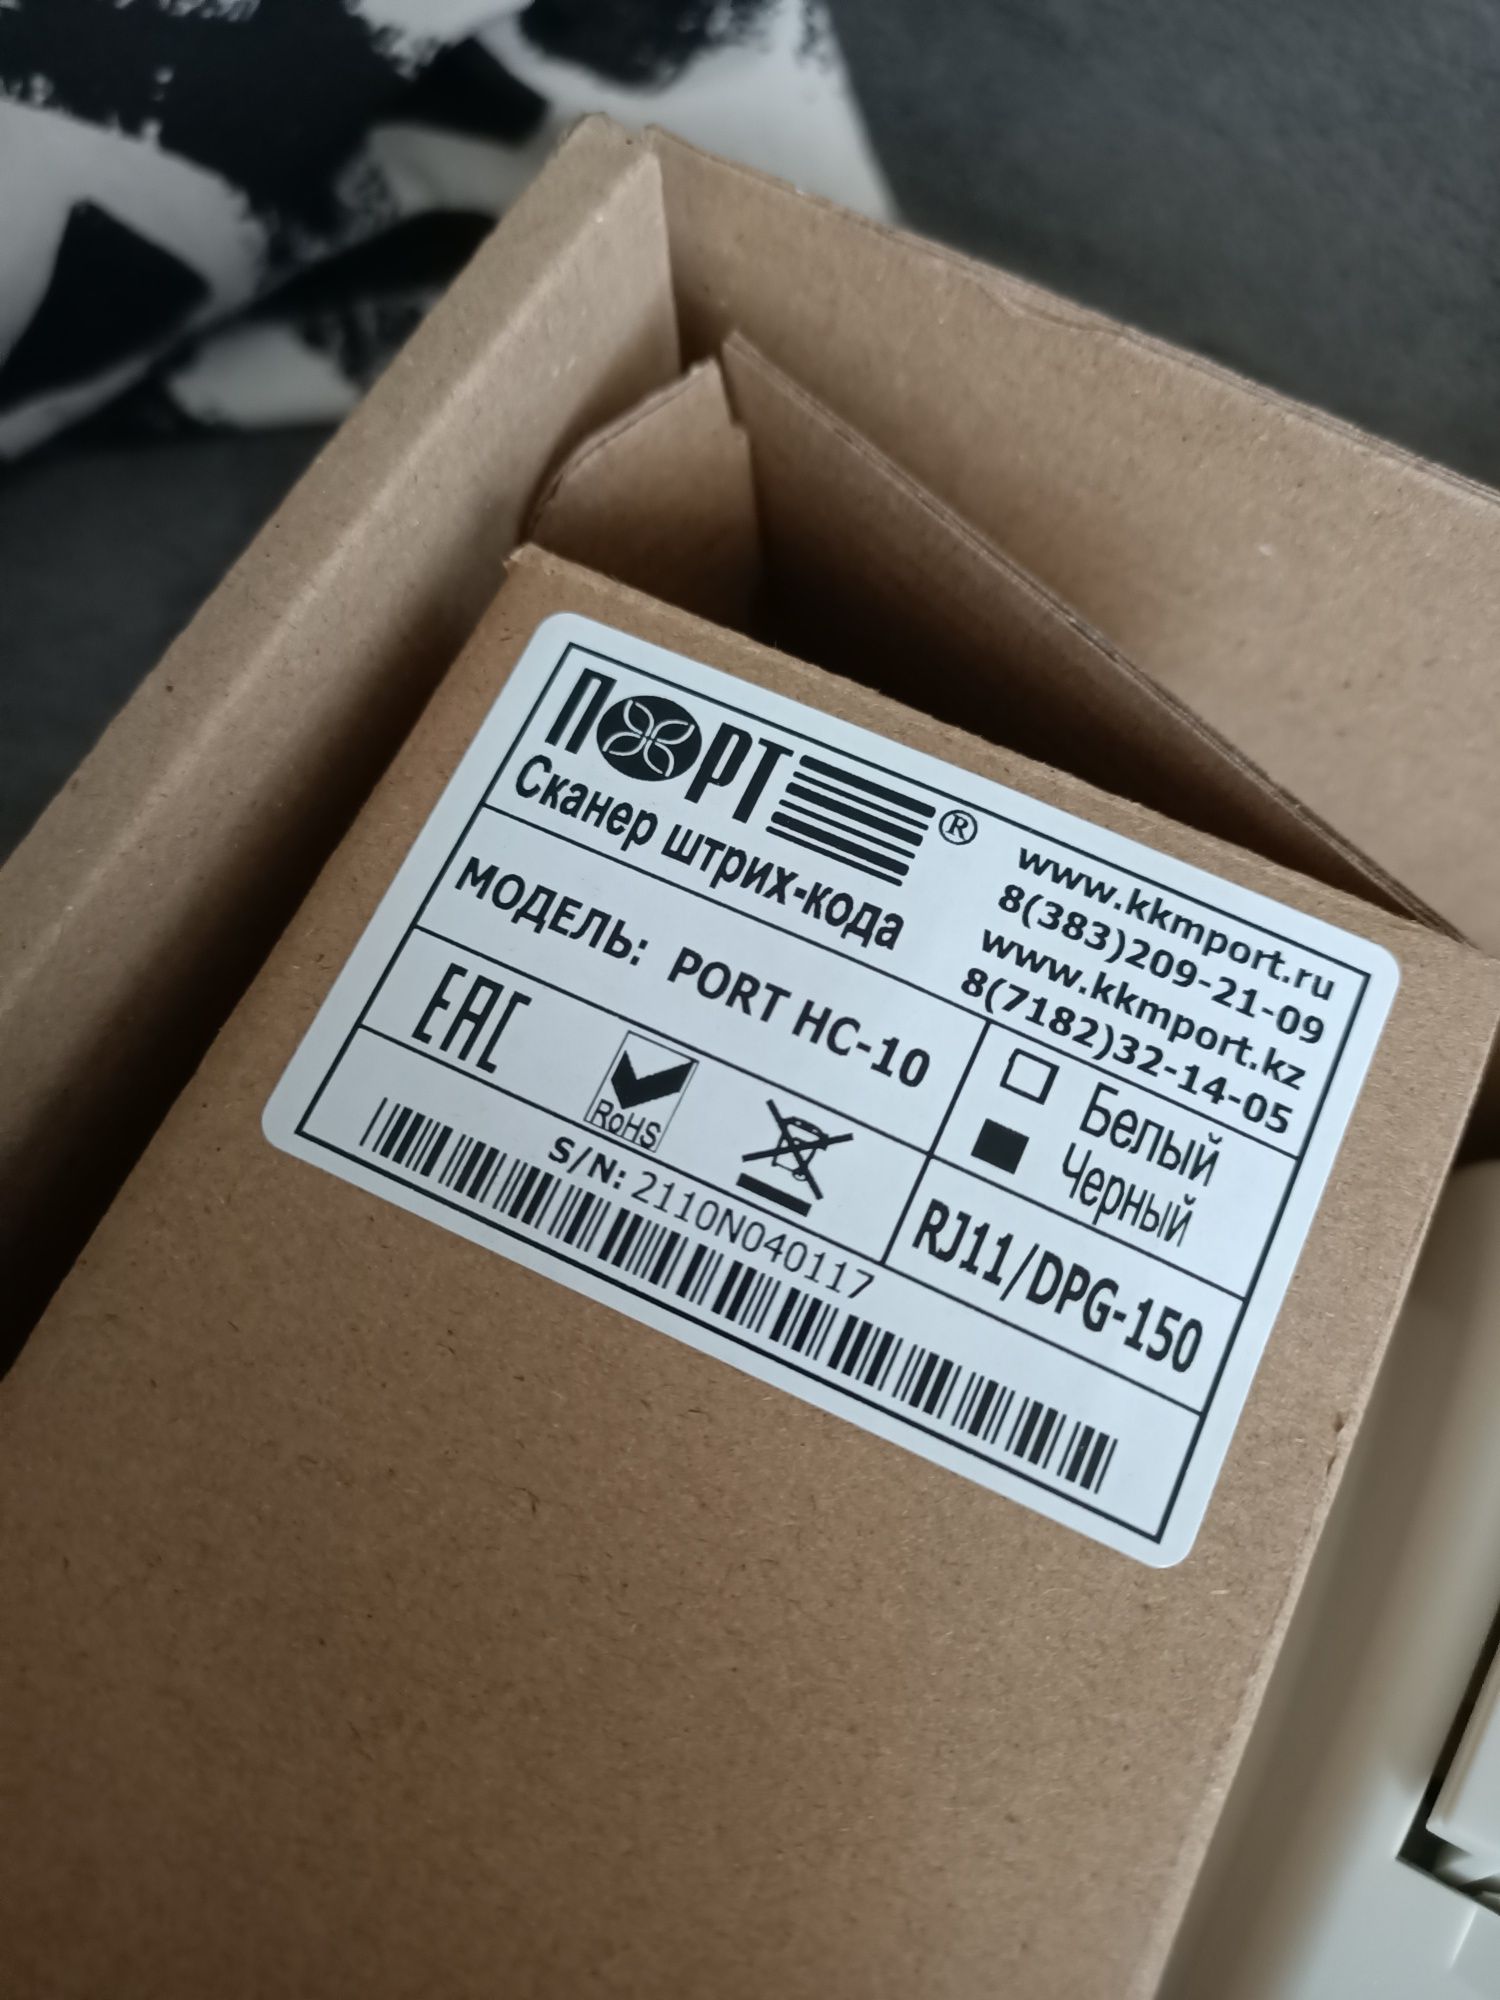 ПОРТ®
Сканер штрих-кода
www.kkmport.ru
8(383)209-21-09
www.kkmport.kz
8(7182)32-14-05
МОДЕЛЬ: PORT HC-10
Белый
Черный
EAC
RoHS
RJ11/DPG-150
S/N: 2110N040117